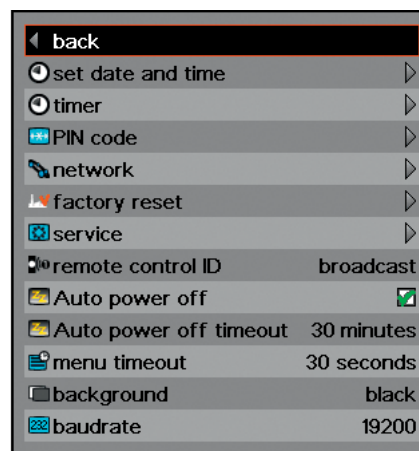 back
set date and time
timer
PIN code
network
factory reset
service
remote control ID broadcast
Auto power off
Auto power off timeout 30 minutes
menu timeout 30 seconds
background black
232 baudrate 19200